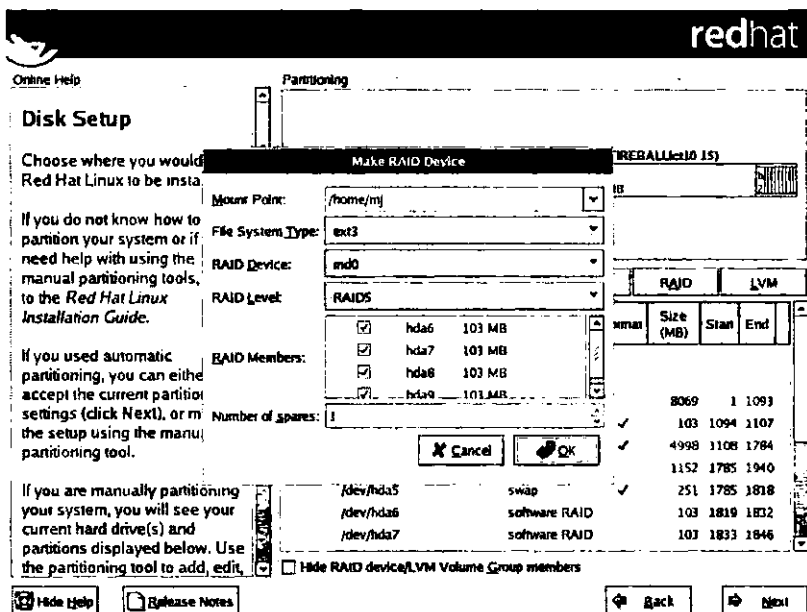 redhat
Online Help
Disk Setup
Choose where you would
Red Hat Linux to be insta
If you do not know how to
partition your system or if
need help with using the
manual partitioning tools,
to the Red Hat Linux
Installation Guide.
If you used automatic
partitioning, you can eithe
accept the current partitio
settings (click Next), or m
the setup using the manu
partitioning tool.
If you are manually partitioning
your system, you will see your
current hard drive(s) and
partitions displayed below. Use
the partitioning tool to add, edit,
Partitioning
Make RAID Device
Mount Point: /home/mj
File System Type: ext3
RAID Device: md0
RAID Level: RAID5
RAID Members:
hda6 103 MB
hda7 103 MB
hda8 103 MB
hda9 103 MB
Number of spares: 1
Cancel OK
RAID LVM
Size (MB) Start End
8069 1 1093
103 1094 1107
4998 1108 1784
1152 1785 1940
/dev/hda5 swap 251 1785 1818
/dev/hda6 software RAID 103 1819 1832
/dev/hda7 software RAID 103 1833 1846
Hide RAID device/LVM Volume Group members
Hide Help Release Notes Back Next